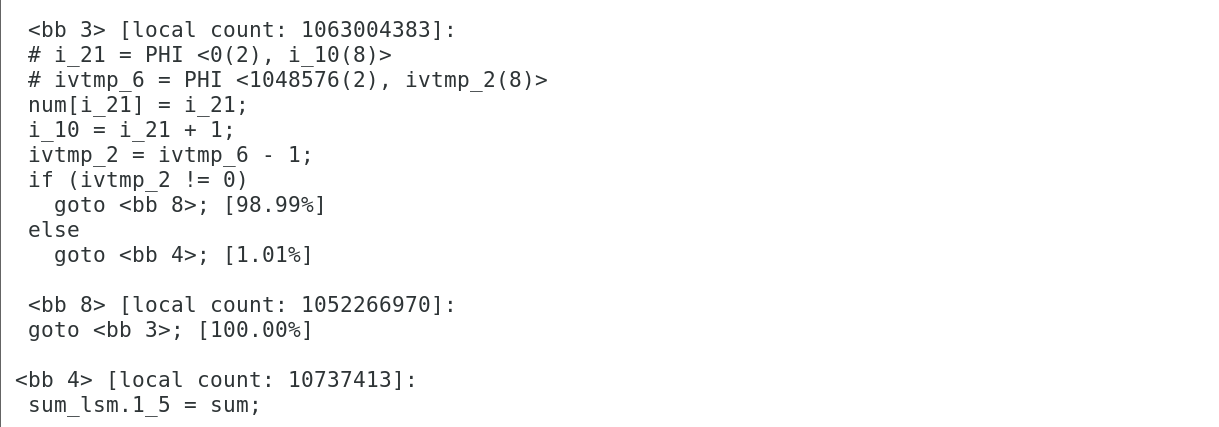 <bb 3> [local count: 1063004383]:
# i_21 = PHI <0(2), i_10(8)>
# ivtmp_6 = PHI <1048576(2), ivtmp_2(8)>
num[i_21] = i_21;
i_10 = i_21 + 1;
ivtmp_2 = ivtmp_6 - 1;
if (ivtmp_2 != 0)
goto <bb 8>; [98.99%]
else
goto <bb 4>; [1.01%]
<bb 8> [local count: 1052266970]:
goto <bb 3>; [100.00%]
<bb 4> [local count: 10737413]:
sum_lsm.1_5 = sum;